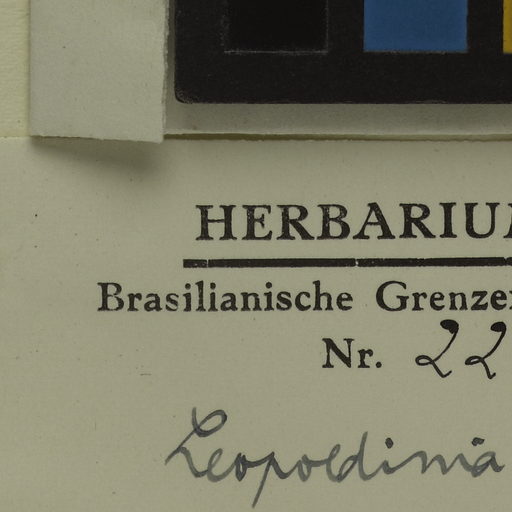 HERBARIU
Brasilianische Grenze
Nr. 22
Leopoldinia